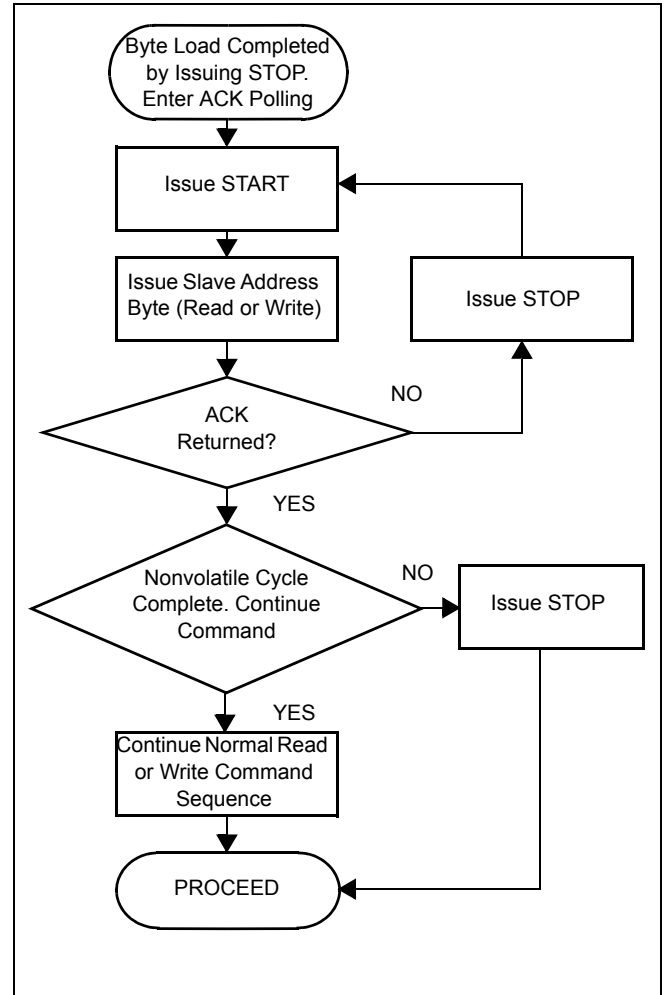 Byte Load Completed
by Issuing STOP.
Enter ACK Polling
Issue START
Issue Slave Address
Byte (Read or Write)
Issue STOP
NO
ACK
Returned?
YES
NO
Nonvolatile Cycle
Complete. Continue
Command
Issue STOP
YES
Continue Normal Read
or Write Command
Sequence
PROCEED